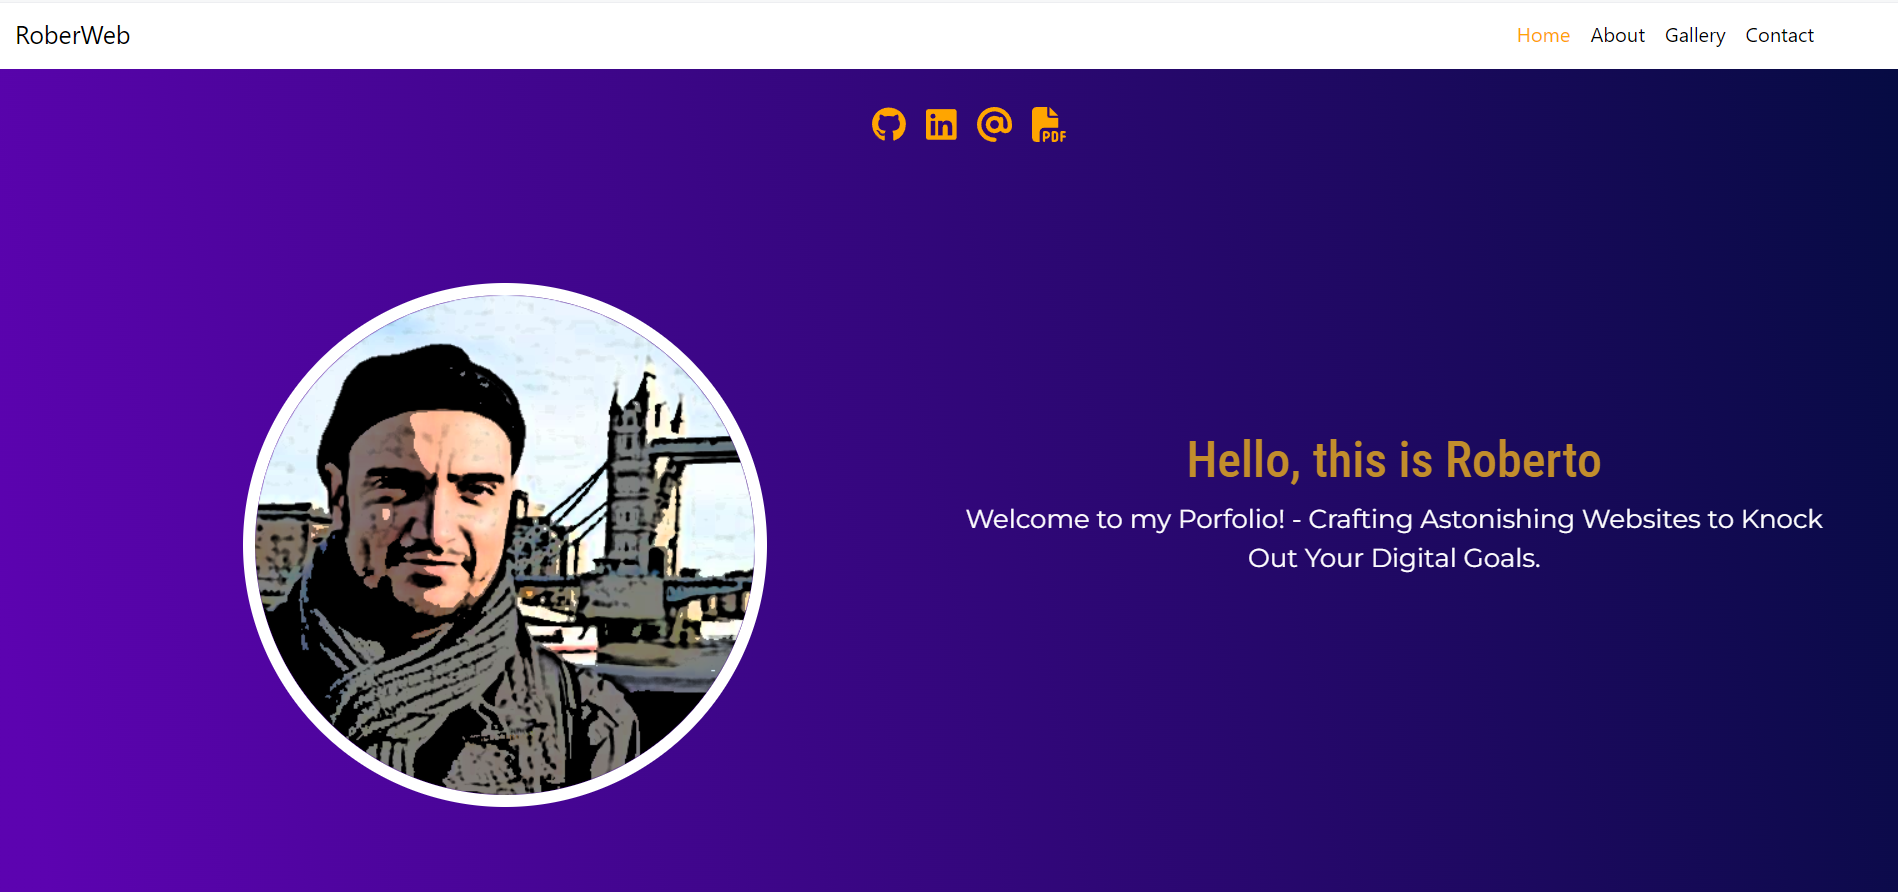 RoberWeb
Home About Gallery Contact
in @ PDF
Hello, this is Roberto
Welcome to my Porfolio! - Crafting Astonishing Websites to Knock
Out Your Digital Goals.